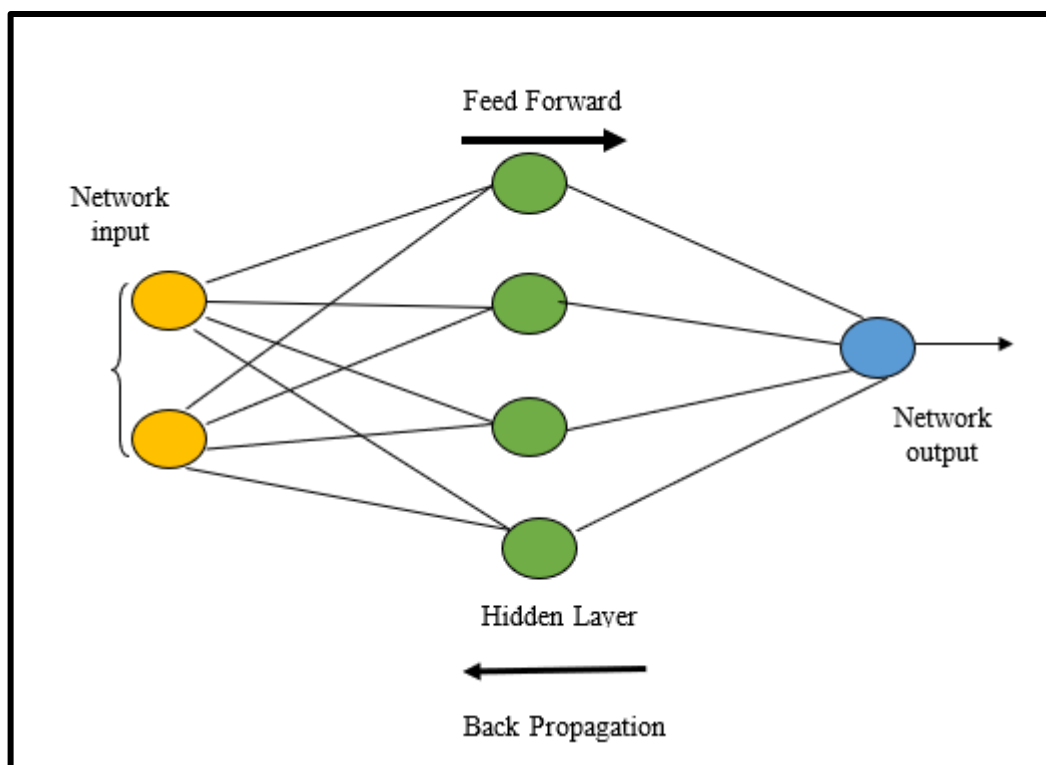 Feed Forward
Network
input
Network
output
Hidden Layer
Back Propagation